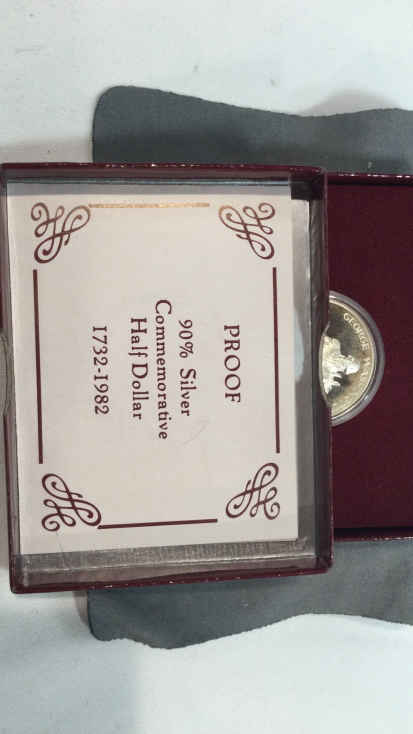 PROOF
90% Silver
Commemorative
Half Dollar
1732-1982
GEORGE